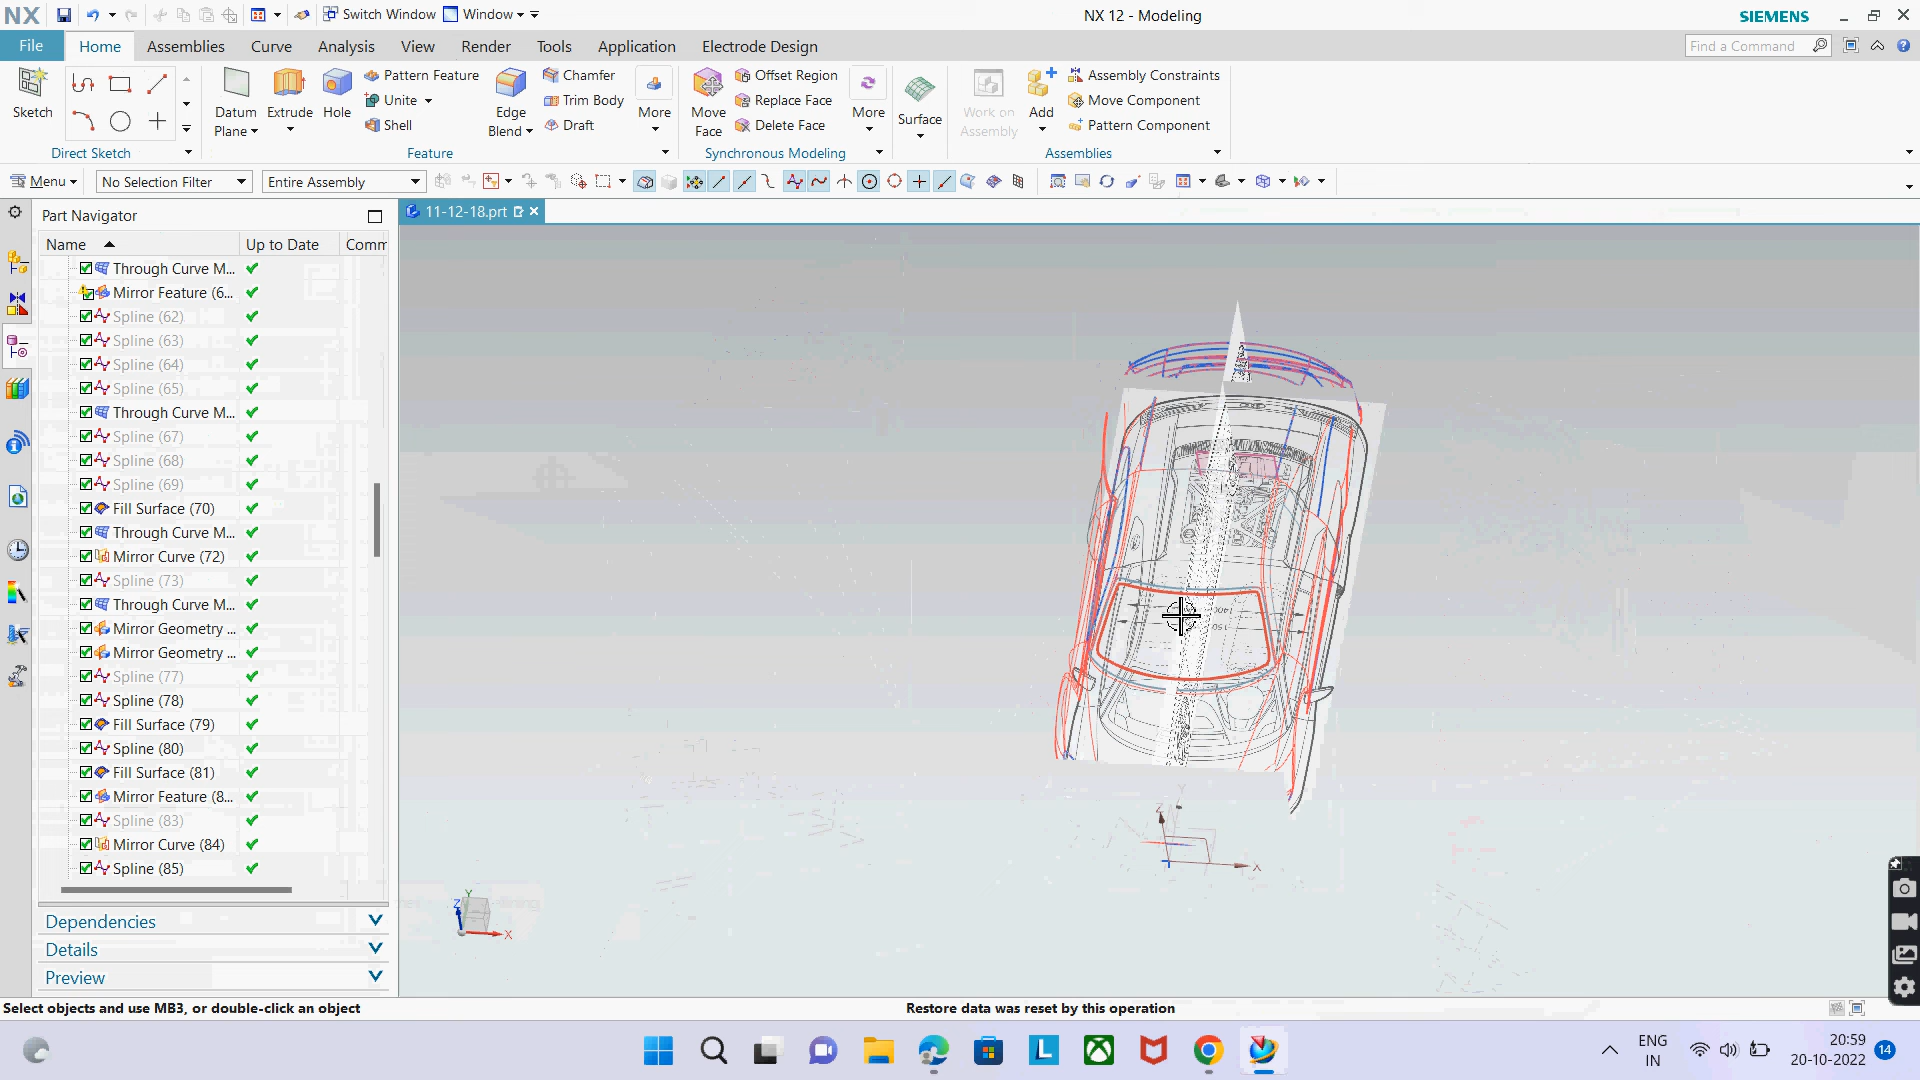 NX
Switch Window
Window
NX 12 - Modeling
SIEMENS
File
Home
Assemblies
Curve
Analysis
View
Render
Tools
Application
Electrode Design
Find a Command
Sketch
Direct Sketch
Datum Plane
Extrude
Hole
Pattern Feature
Unite
Shell
Edge Blend
Chamfer
Trim Body
Draft
More
Feature
Move Face
Offset Region
Replace Face
Delete Face
More
Synchronous Modeling
Surface
Work on Assembly
Add
Assembly Constraints
Move Component
Pattern Component
Assemblies
Menu
No Selection Filter
Entire Assembly
Part Navigator
11-12-18.prt
Name
Up to Date
Comm
Through Curve M...
Mirror Feature (6...
Spline (62)
Spline (63)
Spline (64)
Spline (65)
Through Curve M...
Spline (67)
Spline (68)
Spline (69)
Fill Surface (70)
Through Curve M...
Mirror Curve (72)
Spline (73)
Through Curve M...
Mirror Geometry ...
Mirror Geometry ...
Spline (77)
Spline (78)
Fill Surface (79)
Spline (80)
Fill Surface (81)
Mirror Feature (8...
Spline (83)
Mirror Curve (84)
Spline (85)
Dependencies
Details
Preview
Z
Y
X
Z
Y
X
Select objects and use MB3, or double-click an object
Restore data was reset by this operation
ENG
IN
20:59
20-10-2022
14